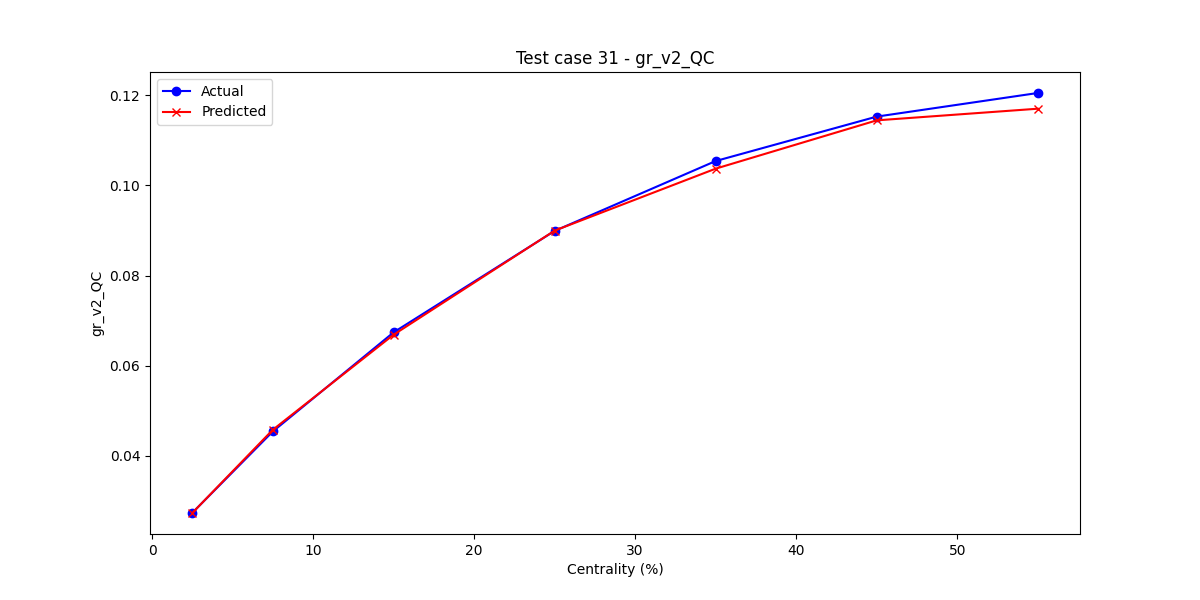 Test case 31 - gr_v2_QC
Actual
Predicted
0.12
0.10
0.08
0.06
0.04
gr_v2_QC
0 10 20 30 40 50
Centrality (%)